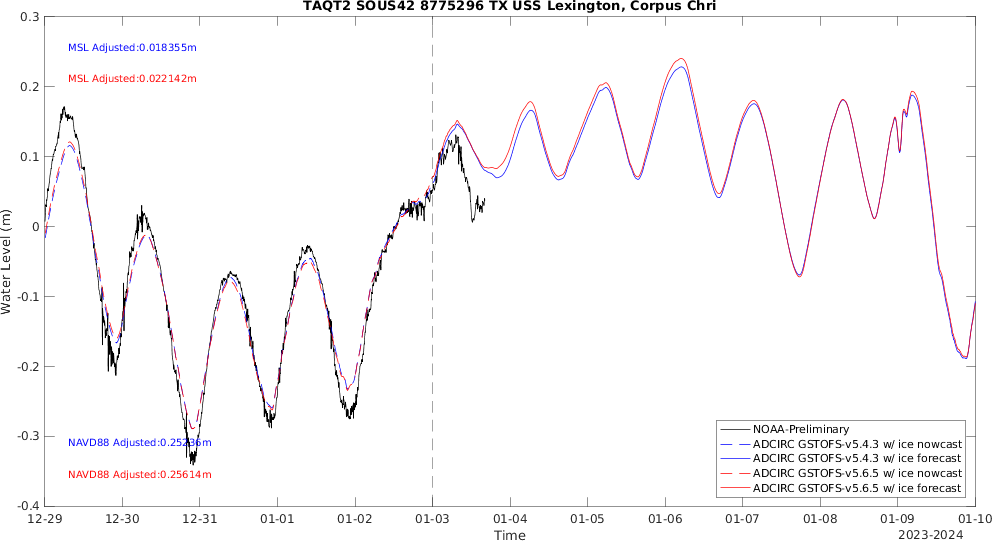 TAQT2 SOUS42 8775296 TX USS Lexington, Corpus Chri
0.3
0.2
0.1
0
-0.1
-0.2
-0.3
-0.4
Water Level (m)
MSL Adjusted:0.018355m
MSL Adjusted:0.022142m
NAVD88 Adjusted:0.25236m
NAVD88 Adjusted:0.25614m
NOAA-Preliminary
ADCIRC GSTOFS-v5.4.3 w/ ice nowcast
ADCIRC GSTOFS-v5.4.3 w/ ice forecast
ADCIRC GSTOFS-v5.6.5 w/ ice nowcast
ADCIRC GSTOFS-v5.6.5 w/ ice forecast
12-29 12-30 12-31 01-01 01-02 01-03 01-04 01-05 01-06 01-07 01-08 01-09 01-10
Time
2023-2024